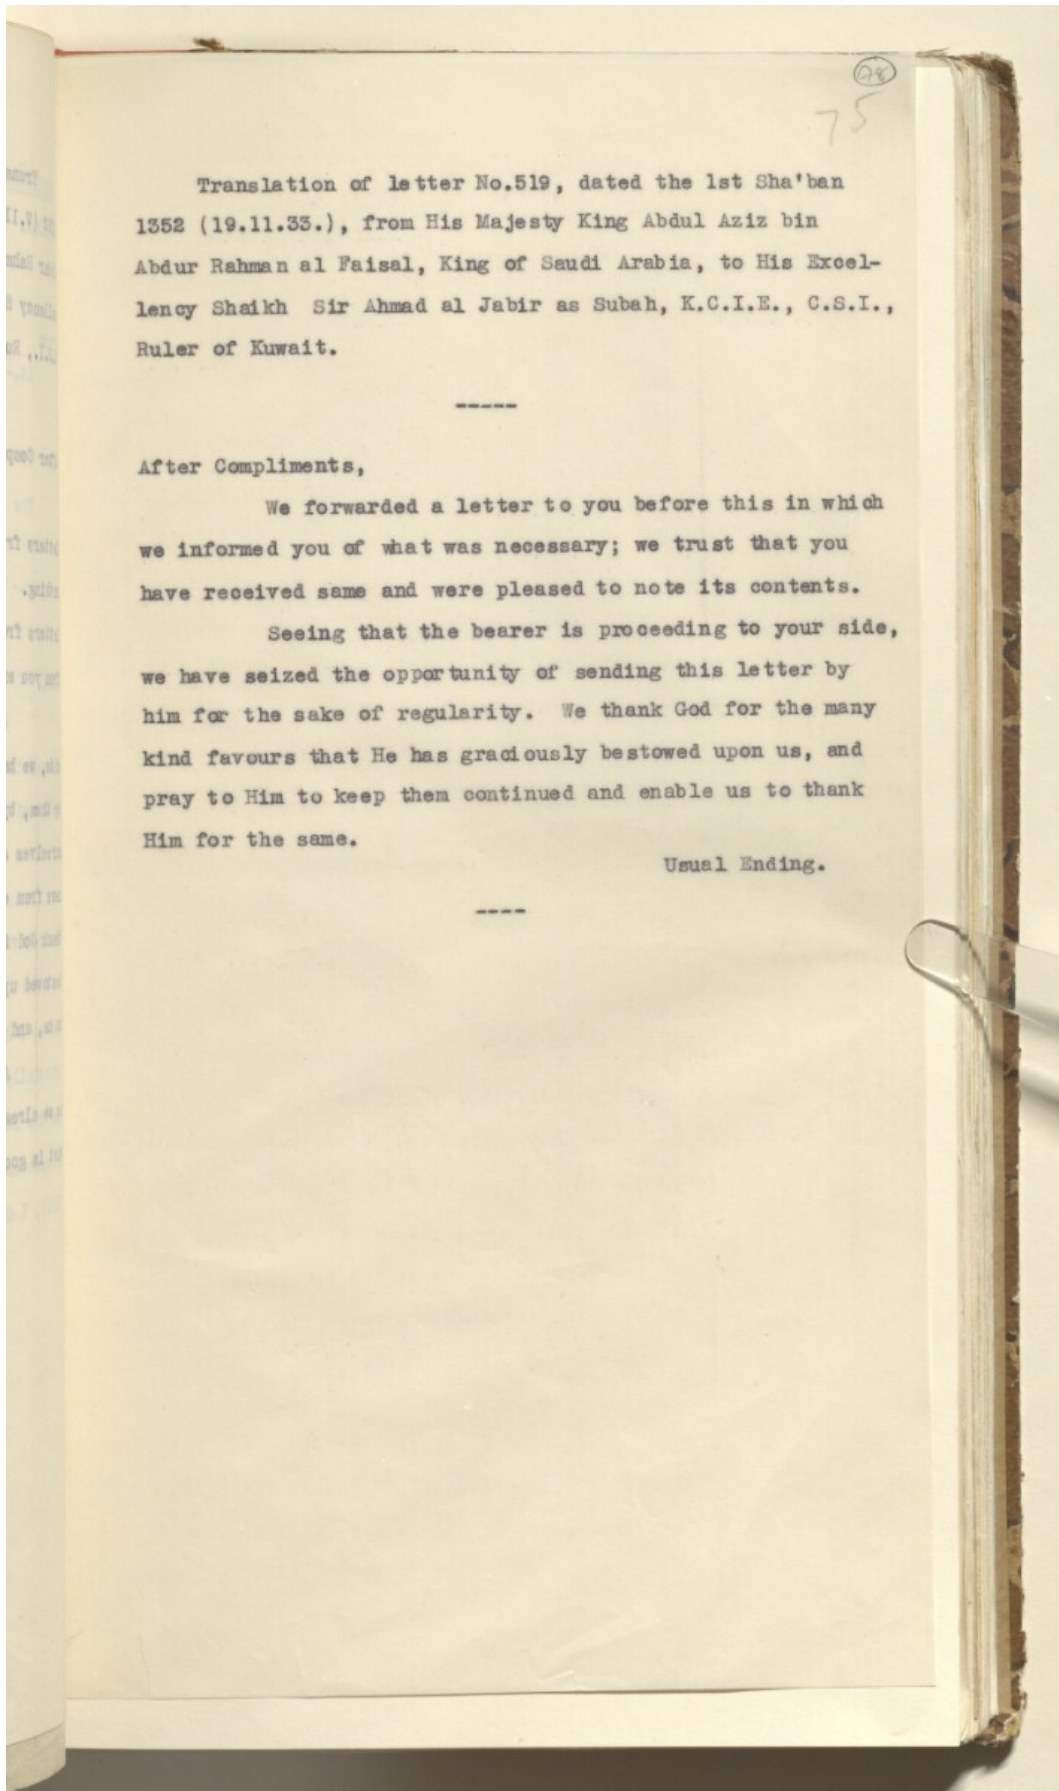 75
Translation of letter No.519, dated the 1st Sha'ban
1352 (19.11.33.), from His Majesty King Abdul Aziz bin
Abdur Rahman al Faisal, King of Saudi Arabia, to His Excel-
lency Shaikh Sir Ahmad al Jabir as Subah, K.C.I.E., C.S.I.,
Ruler of Kuwait.
-----
After Compliments,
We forwarded a letter to you before this in which
we informed you of what was necessary; we trust that you
have received same and were pleased to note its contents.
Seeing that the bearer is proceeding to your side,
we have seized the opportunity of sending this letter by
him for the sake of regularity. We thank God for the many
kind favours that He has graciously bestowed upon us, and
pray to Him to keep them continued and enable us to thank
Him for the same.
Usual Ending.
----